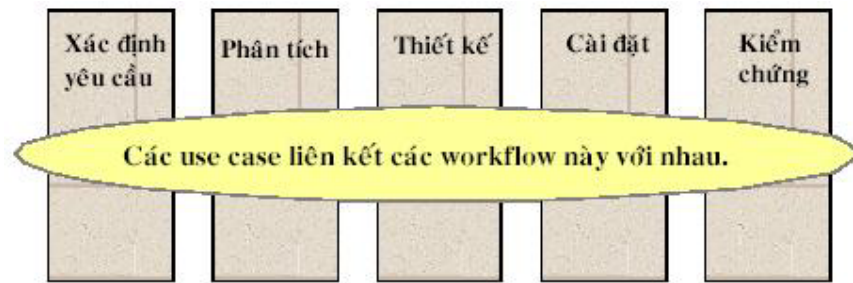 Xác định
yêu cầu
Phân tích
Thiết kế
Cài đặt
Kiểm
chứng
Các use case liên kết các workflow này với nhau.